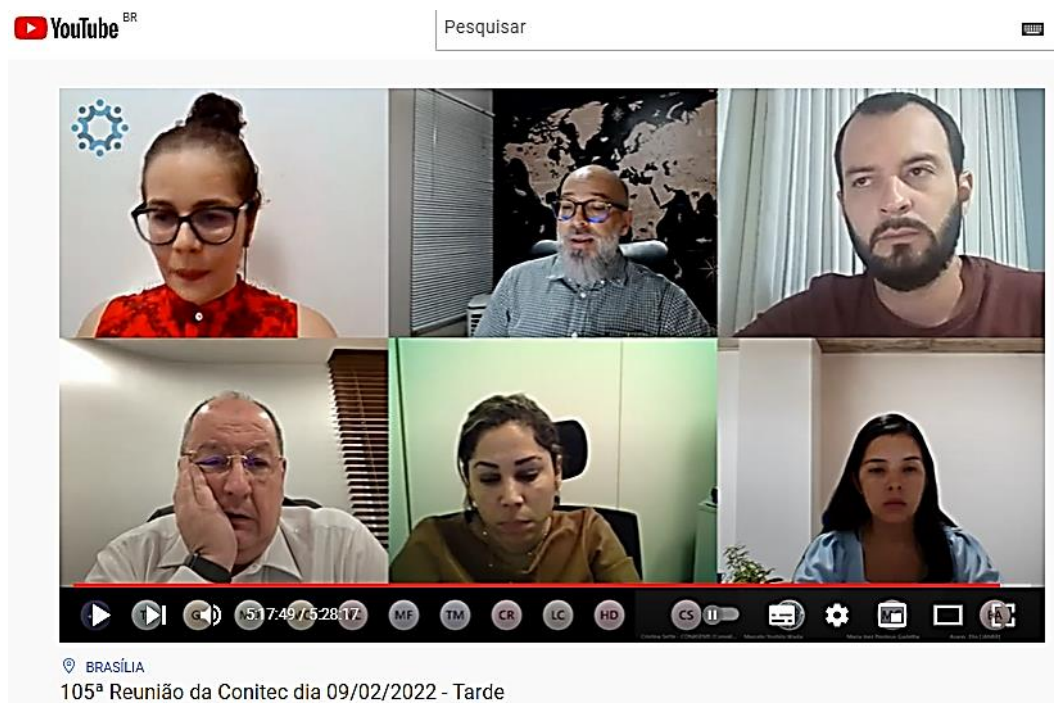 YouTube BR
Pesquisar
5:17:49 / 5:28:17
MF TM CR LC HD CS
BRASÍLIA
105ª Reunião da Conitec dia 09/02/2022 - Tarde